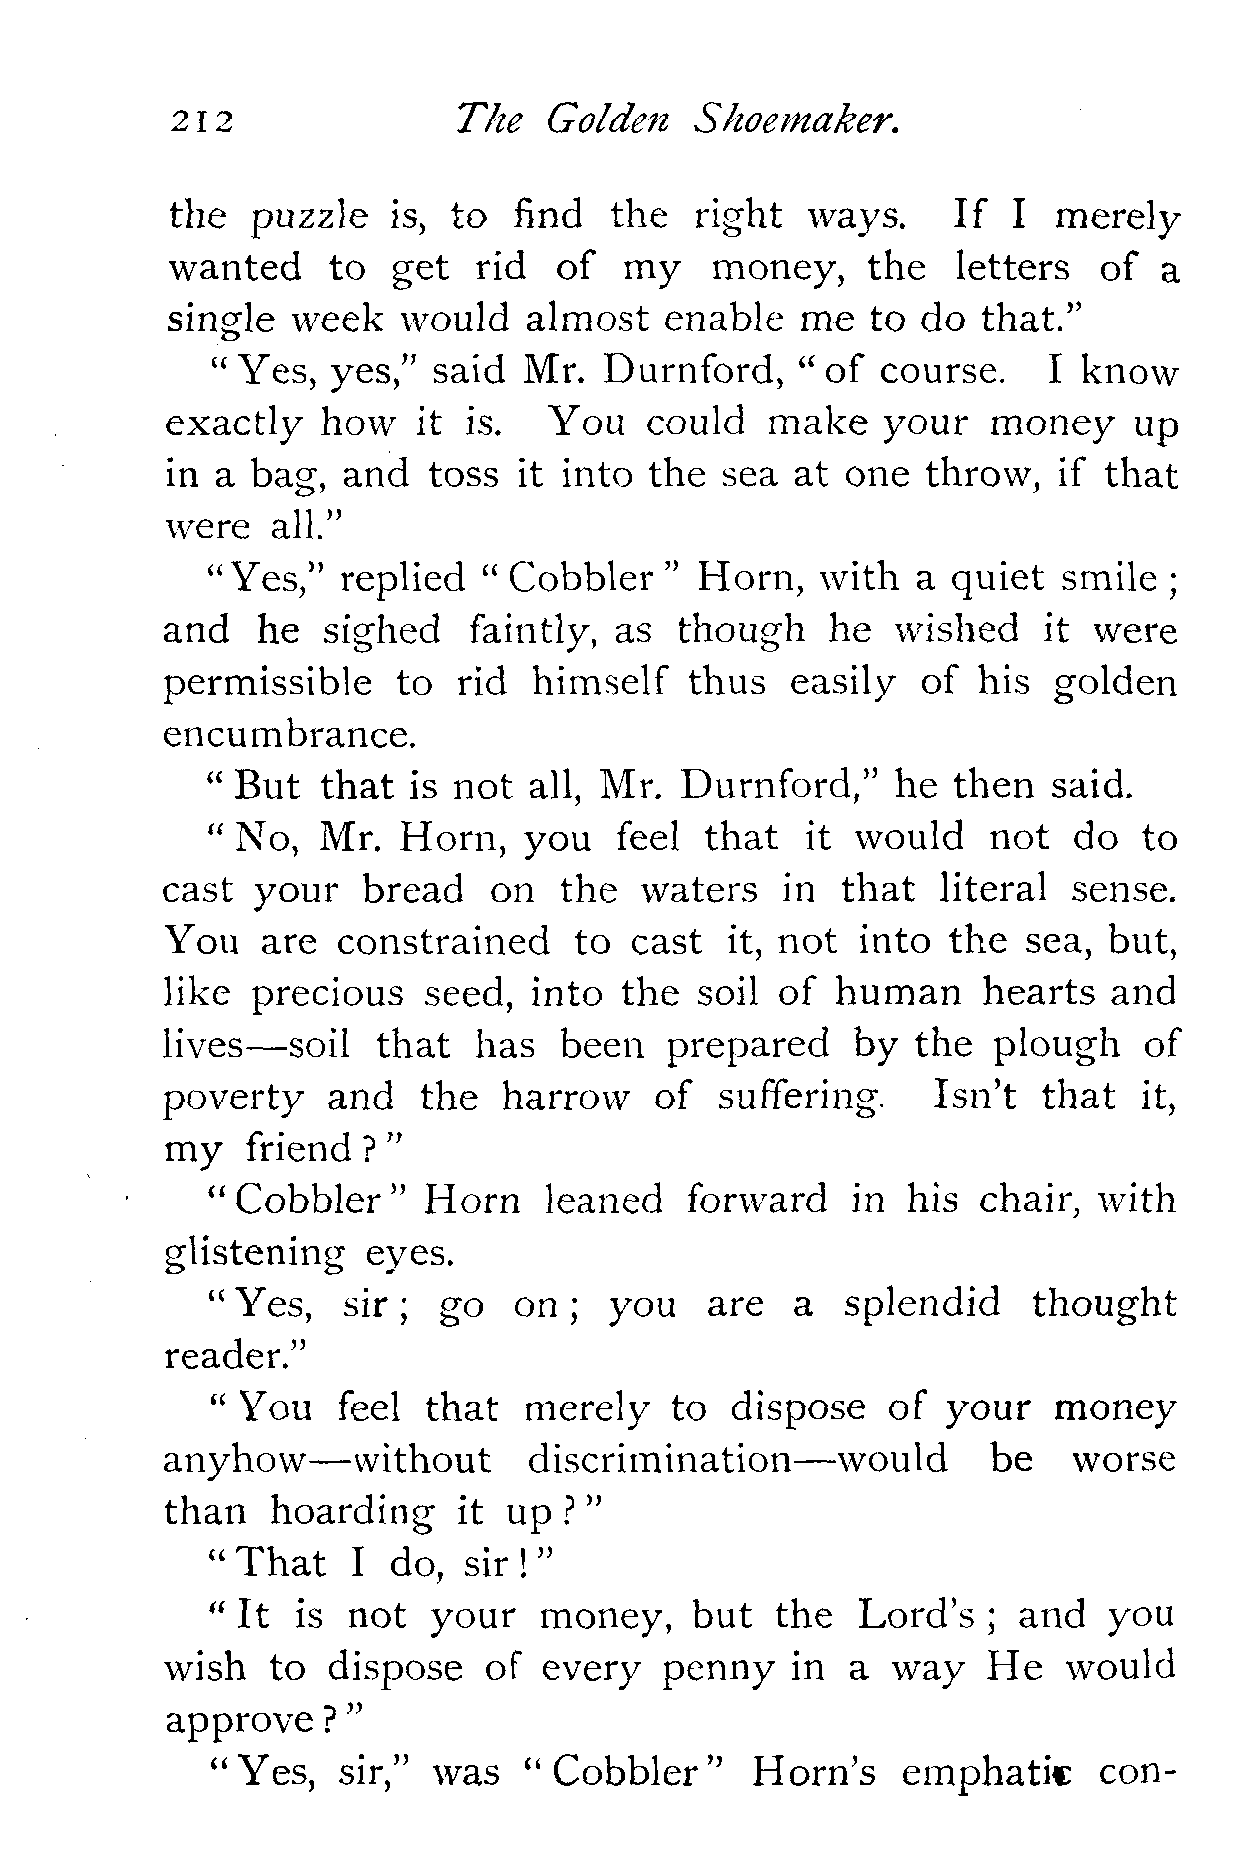 212 The Golden Shoemaker.
the puzzle is, to find the right ways. If I merely
wanted to get rid of my money, the letters of a
single week would almost enable me to do that."
" Yes, yes," said Mr. Durnford, " of course. I know
exactly how it is. You could make your money up
in a bag, and toss it into the sea at one throw, if that
were all."
" Yes," replied " Cobbler " Horn, with a quiet smile ;
and he sighed faintly, as though he wished it were
permissible to rid himself thus easily of his golden
encumbrance.
" But that is not all, Mr. Durnford," he then said.
" No, Mr. Horn, you feel that it would not do to
cast your bread on the waters in that literal sense.
You are constrained to cast it, not into the sea, but,
like precious seed, into the soil of human hearts and
lives—soil that has been prepared by the plough of
poverty and the harrow of suffering. Isn't that it,
my friend ? "
" Cobbler " Horn leaned forward in his chair, with
glistening eyes.
" Yes, sir ; go on ; you are a splendid thought
reader."
" You feel that merely to dispose of your money
anyhow—without discrimination—would be worse
than hoarding it up ? "
" That I do, sir ! "
" It is not your money, but the Lord's ; and you
wish to dispose of every penny in a way He would
approve ? "
" Yes, sir," was " Cobbler " Horn's emphatic con-